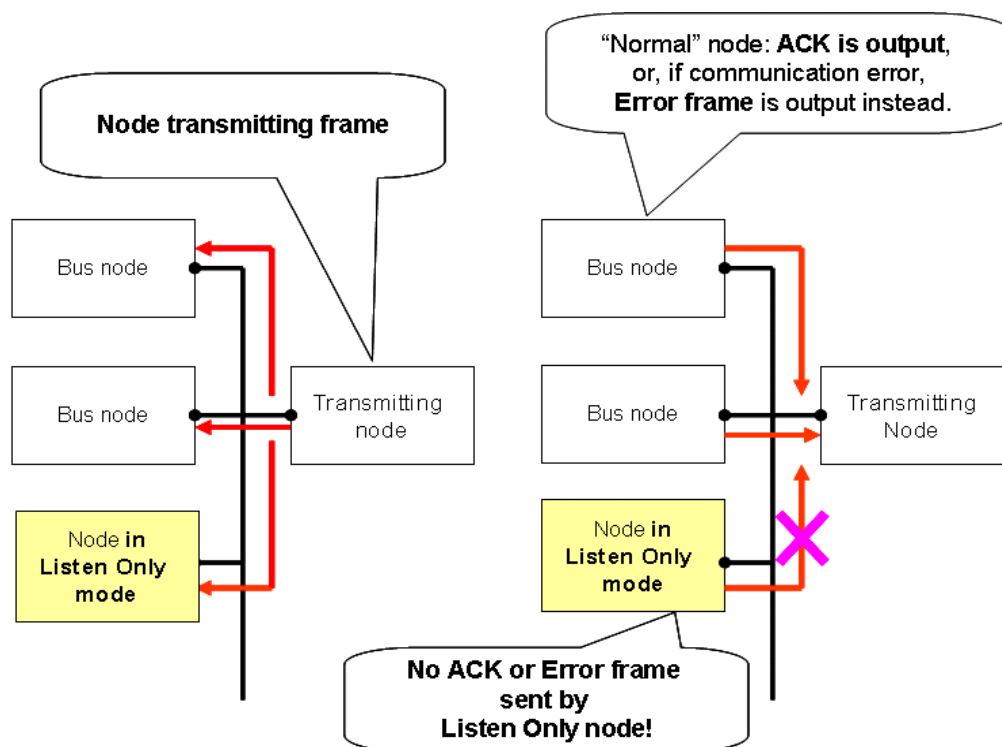 “Normal” node: ACK is output,
or, if communication error,
Error frame is output instead.
Node transmitting frame
Bus node
Bus node
Transmitting
node
Node in
Listen Only
mode
Bus node
Bus node
Transmitting
Node
Node in
Listen Only
mode
No ACK or Error frame
sent by
Listen Only node!